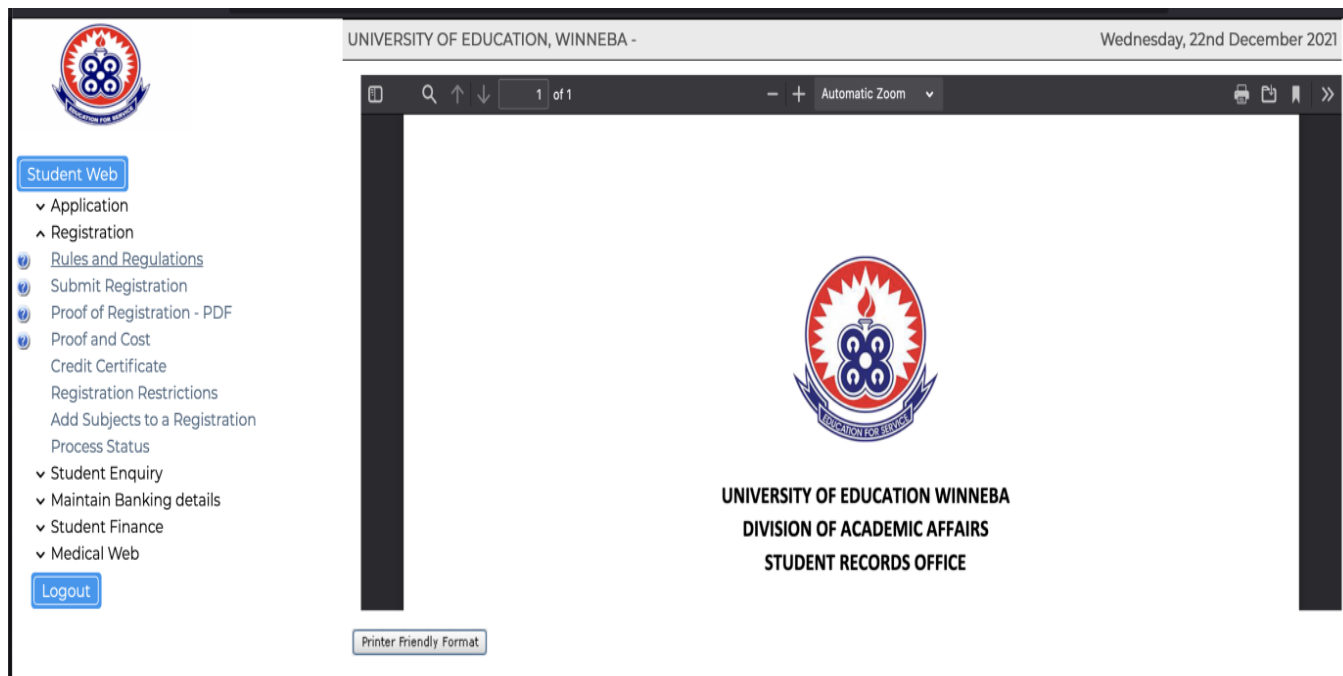 EDUCATION FOR SERVICE
UNIVERSITY OF EDUCATION, WINNEBA -
Wednesday, 22nd December 2021
1 of 1
Automatic Zoom
Student Web
Application
Registration
Rules and Regulations
Submit Registration
Proof of Registration - PDF
Proof and Cost
Credit Certificate
Registration Restrictions
Add Subjects to a Registration
Process Status
Student Enquiry
Maintain Banking details
Student Finance
Medical Web
Logout
EDUCATION FOR SERVICE
UNIVERSITY OF EDUCATION WINNEBA
DIVISION OF ACADEMIC AFFAIRS
STUDENT RECORDS OFFICE
Printer Friendly Format